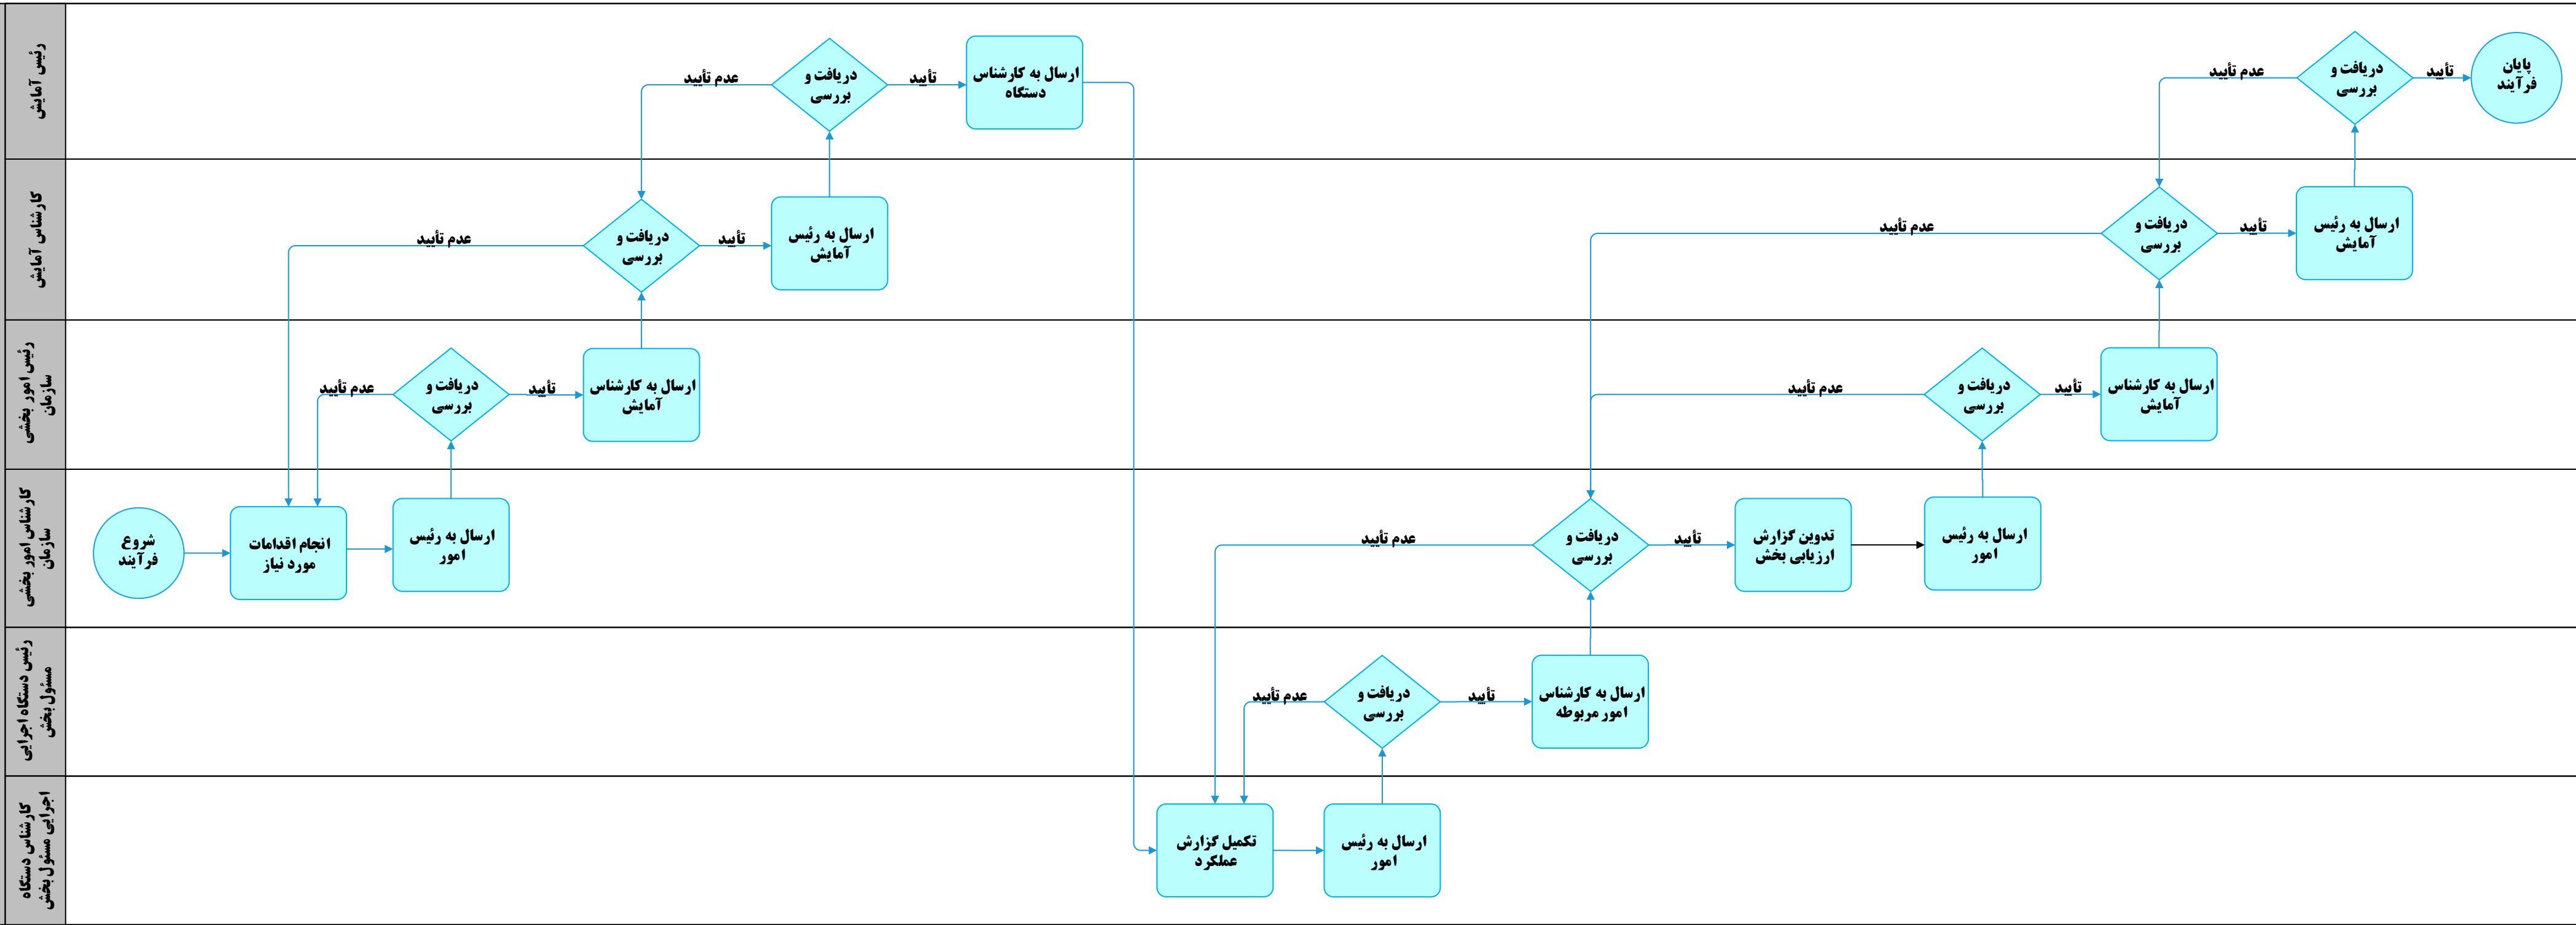 رئیس آمایش
دریافت و
بررسی
عدم تأیید
تأیید
ارسال به کارشناس
دستگاه
دریافت و
بررسی
عدم تأیید
تأیید
پایان
فرآیند
کارشناس آمایش
دریافت و
بررسی
عدم تأیید
تأیید
ارسال به رئیس
آمایش
دریافت و
بررسی
عدم تأیید
تأیید
ارسال به رئیس
آمایش
رئیس امور بخشی
سازمان
دریافت و
بررسی
عدم تأیید
تأیید
ارسال به کارشناس
آمایش
دریافت و
بررسی
عدم تأیید
تأیید
ارسال به کارشناس
آمایش
کارشناس امور بخشی
سازمان
شروع
فرآیند
انجام اقدامات
مورد نیاز
ارسال به رئیس
امور
عدم تأیید
دریافت و
بررسی
تأیید
تدوین گزارش
ارزیابی بخش
ارسال به رئیس
امور
رئیس دستگاه اجرایی
مسئول بخش
عدم تأیید
دریافت و
بررسی
تأیید
ارسال به کارشناس
امور مربوطه
کارشناس دستگاه
اجرایی مسئول بخش
تکمیل گزارش
عملکرد
ارسال به رئیس
امور